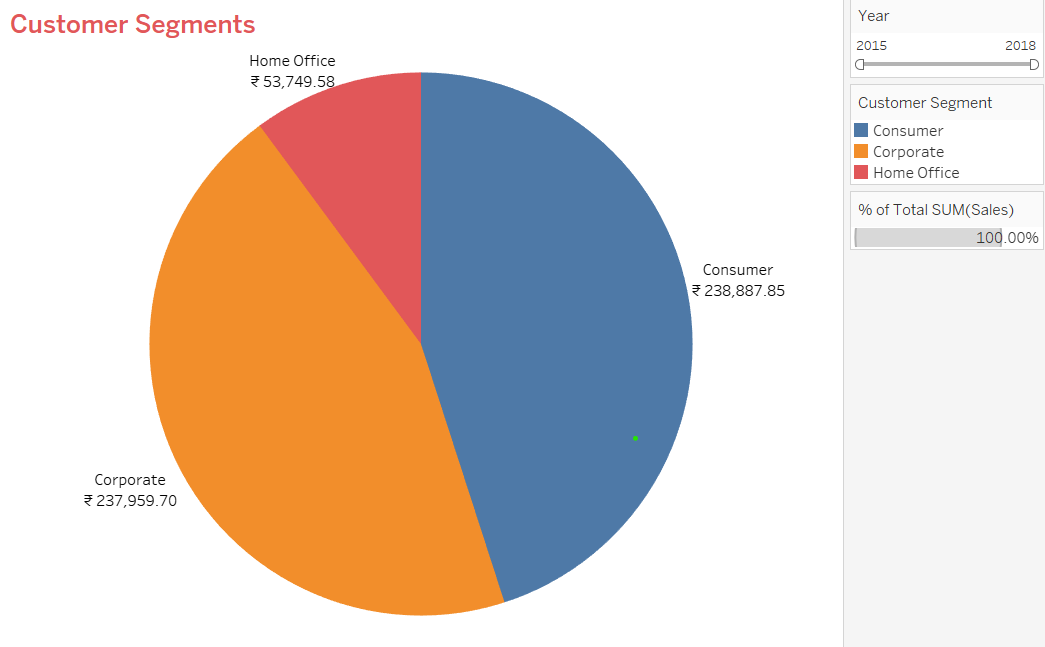 Customer Segments
Home Office
₹ 53,749.58
Consumer
₹ 238,887.85
Corporate
₹ 237,959.70
Year
2015 2018
Customer Segment
Consumer
Corporate
Home Office
% of Total SUM(Sales)
100.00%